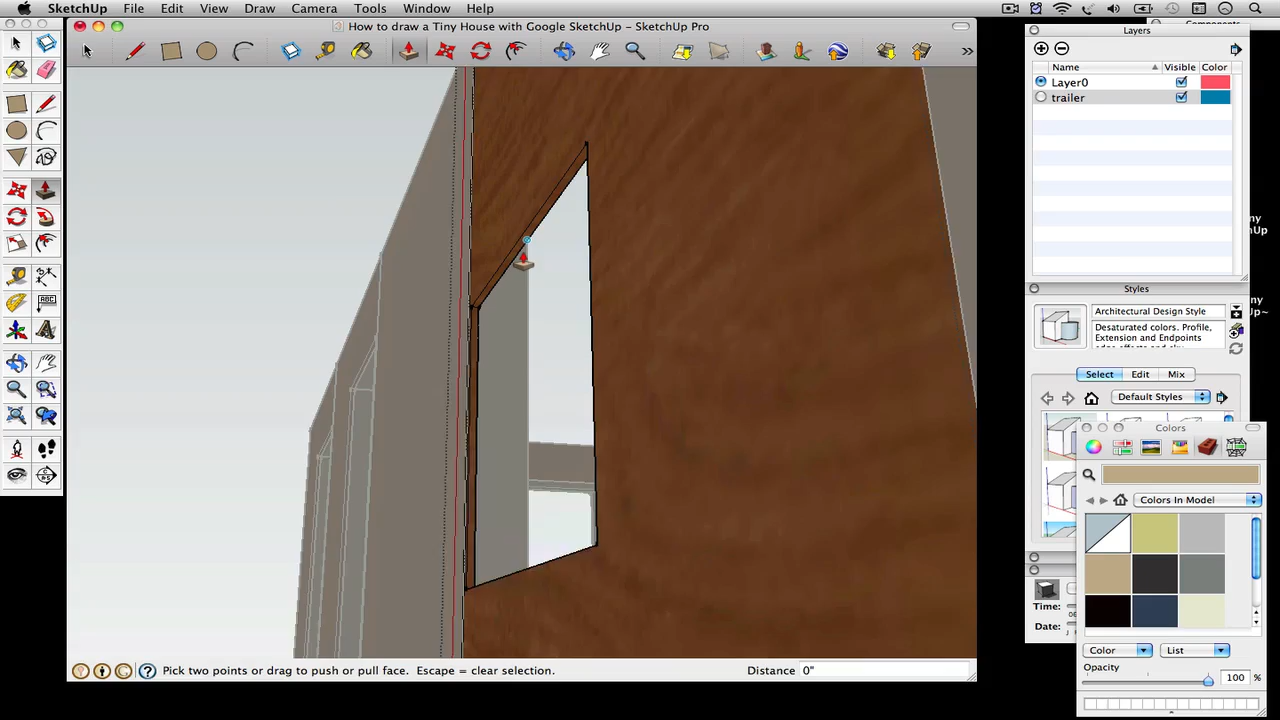 SketchUp File Edit View Draw Camera Tools Window Help
How to draw a Tiny House with Google SketchUp – SketchUp Pro
ABC
Layers
Name Visible Color
Layer0
trailer
Styles
Architectural Design Style
Desaturated colors. Profile,
Extension and Endpoints
Select Edit Mix
Default Styles
Colors
Colors In Model
Time:
Date:
Color List
Opacity
100 %
Pick two points or drag to push or pull face. Escape = clear selection.
Distance 0"